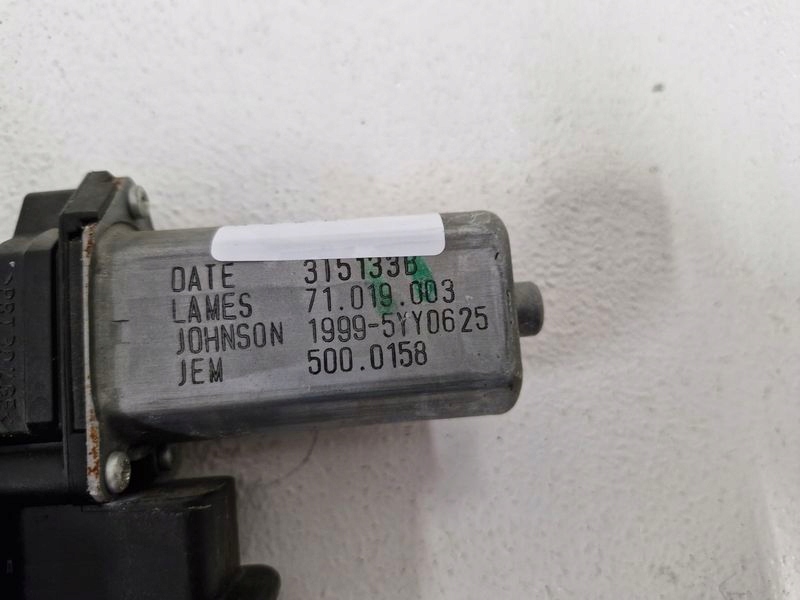 DATE 315133B
LAMES 71.019.003
JOHNSON 1999-5YY0625
JEM 500.0158